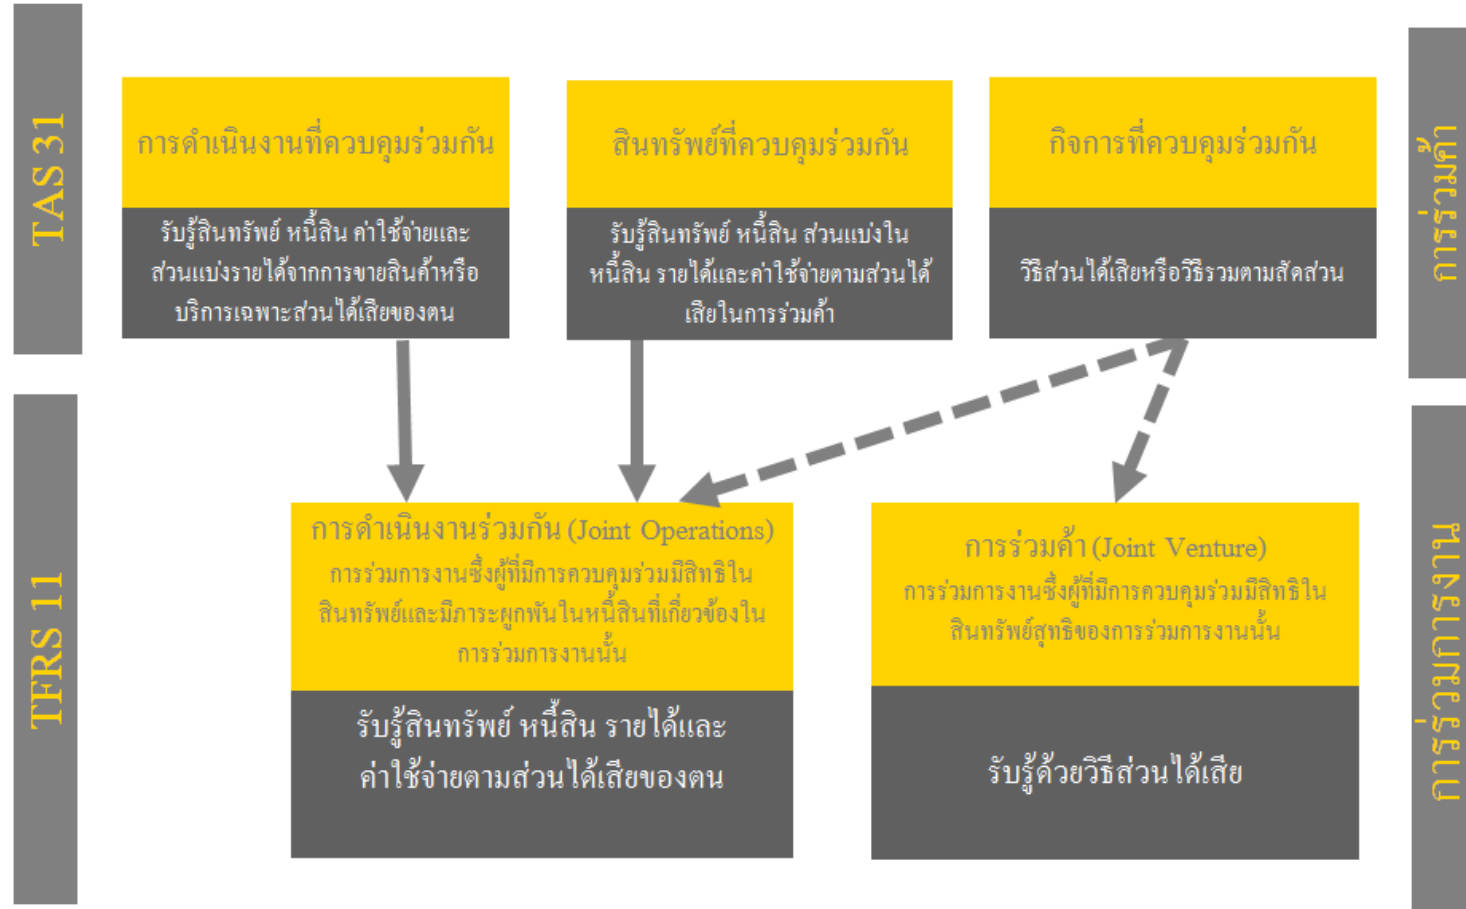 TAS 31
การร่วมค้า
การดำเนินงานที่ควบคุมร่วมกัน
รับรู้สินทรัพย์ หนี้สิน ค่าใช้จ่ายและ
ส่วนแบ่งรายได้จากการขายสินค้าหรือ
บริการเฉพาะส่วนได้เสียของตน
สินทรัพย์ที่ควบคุมร่วมกัน
รับรู้สินทรัพย์ หนี้สิน ส่วนแบ่งใน
หนี้สิน รายได้และค่าใช้จ่ายตามส่วนได้
เสียในการร่วมค้า
กิจการที่ควบคุมร่วมกัน
วิธีส่วนได้เสียหรือวิธีรวมตามสัดส่วน
TFRS 11
การร่วมการงาน
การดำเนินงานร่วมกัน (Joint Operations)
การร่วมการงานซึ่งผู้ที่มีการควบคุมร่วมมีสิทธิใน
สินทรัพย์และมีภาระผูกพันในหนี้สินที่เกี่ยวข้องใน
การร่วมการงานนั้น
รับรู้สินทรัพย์ หนี้สิน รายได้และ
ค่าใช้จ่ายตามส่วนได้เสียของตน
การร่วมค้า (Joint Venture)
การร่วมการงานซึ่งผู้ที่มีการควบคุมร่วมมีสิทธิใน
สินทรัพย์สุทธิของการร่วมการงานนั้น
รับรู้ด้วยวิธีส่วนได้เสีย